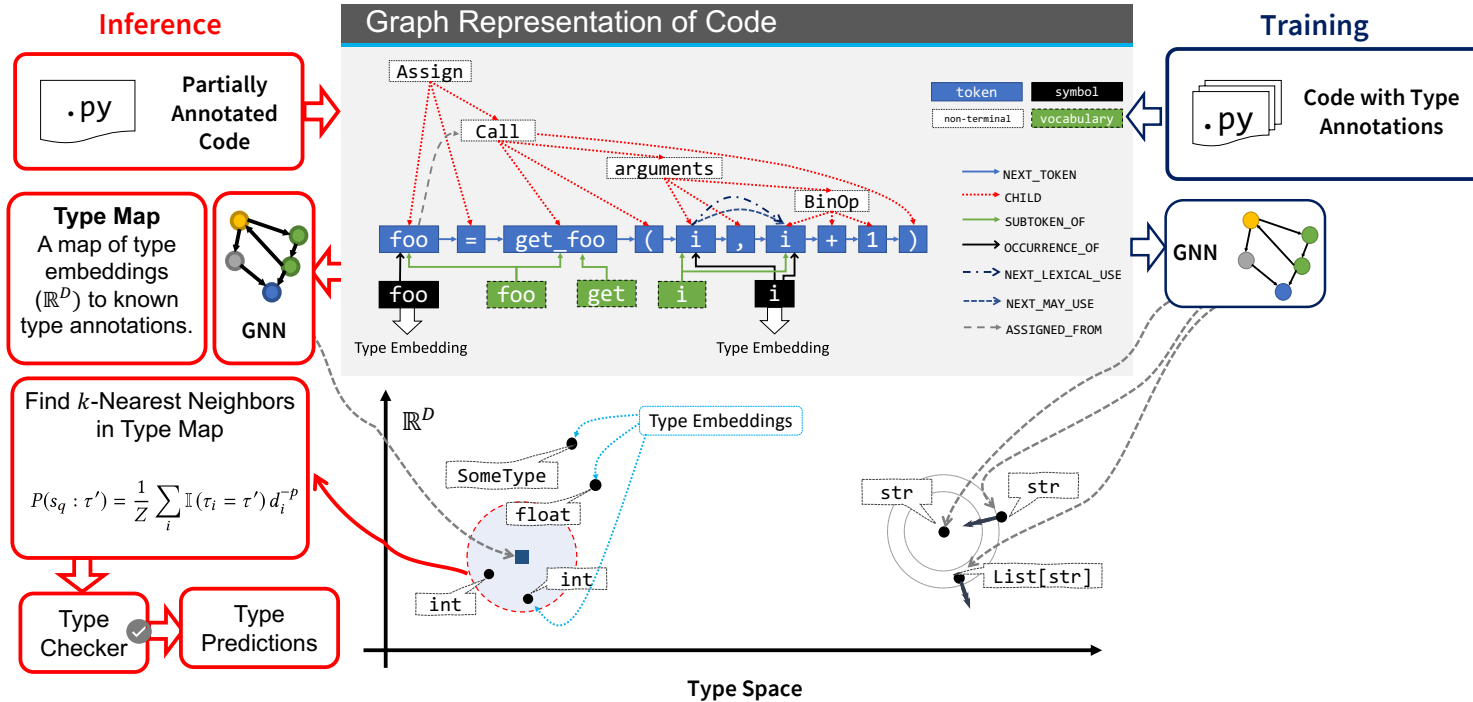 Inference
Graph Representation of Code
Training
.py
Partially
Annotated
Code
.py
Code with Type
Annotations
Assign
Call
arguments
BinOp
foo = get_foo ( i , i + 1 )
foo
foo
get
i
i
Type Embedding
Type Embedding
token
symbol
non-terminal
vocabulary
NEXT_TOKEN
CHILD
SUBTOKEN_OF
OCCURRENCE_OF
NEXT_LEXICAL_USE
NEXT_MAY_USE
ASSIGNED_FROM
Type Map
A map of type
embeddings
(ℝ^D) to known
type annotations.
GNN
GNN
Find k-Nearest Neighbors
in Type Map
P(s_q : τ′) = 1/Z ∑_i 𝕀(τ_i = τ′) d_i^{-p}
Type
Checker
Type
Predictions
ℝ^D
Type Embeddings
SomeType
float
int
int
str
str
List[str]
Type Space